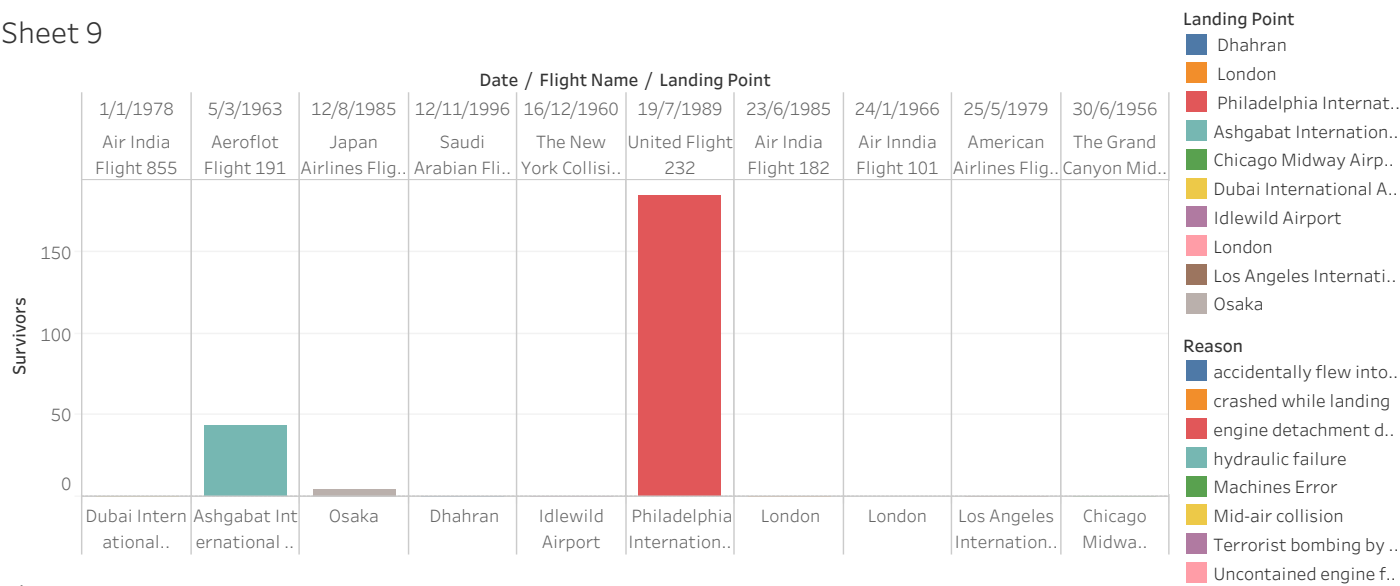 Sheet 9
Date / Flight Name / Landing Point
1/1/1978 5/3/1963 12/8/1985 12/11/1996 16/12/1960 19/7/1989 23/6/1985 24/1/1966 25/5/1979 30/6/1956
Air India Aeroflot Japan Saudi The New United Flight Air India Air Inndia American The Grand
Flight 855 Flight 191 Airlines Flig.. Arabian Fli.. York Collisi.. 232 Flight 182 Flight 101 Airlines Flig.. Canyon Mid..
Survivors
150
100
50
0
Dubai Intern Ashgabat Int Osaka Dhahran Idlewild Philadelphia London London Los Angeles Chicago
ational.. ernational .. Airport Internation.. Internation.. Midwa..
Landing Point
Dhahran
London
Philadelphia Internat..
Ashgabat Internation..
Chicago Midway Airp..
Dubai International A..
Idlewild Airport
London
Los Angeles Internati..
Osaka
Reason
accidentally flew into..
crashed while landing
engine detachment d..
hydraulic failure
Machines Error
Mid-air collision
Terrorist bombing by ..
Uncontained engine f..